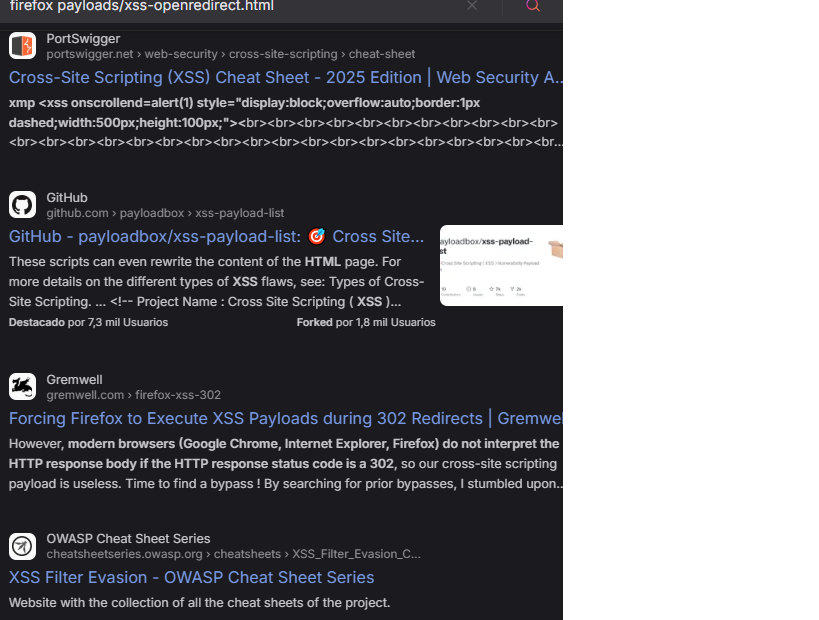 firefox payloads/xss-openredirect.html
PortSwigger
portswigger.net › web-security › cross-site-scripting › cheat-sheet
Cross-Site Scripting (XSS) Cheat Sheet - 2025 Edition | Web Security A...
xmp <xss onscrollend=alert(1) style="display:block;overflow:auto;border:1px
dashed;width:500px;height:100px;"><br><br><br><br><br><br><br><br><br><br><br>
<br><br><br><br><br><br><br><br><br><br><br><br><br><br><br><br><br><br><br...
GitHub
github.com › payloadbox › xss-payload-list
GitHub - payloadbox/xss-payload-list: 🎯 Cross Site...
These scripts can even rewrite the content of the HTML page. For
more details on the different types of XSS flaws, see: Types of Cross-
Site Scripting. ... <!-- Project Name : Cross Site Scripting ( XSS )...
Destacado por 7,3 mil Usuarios
Forked por 1,8 mil Usuarios
ayloadbox/xss-payload-
st
Gremwell
gremwell.com › firefox-xss-302
Forcing Firefox to Execute XSS Payloads during 302 Redirects | Gremwel
However, modern browsers (Google Chrome, Internet Explorer, Firefox) do not interpret the
HTTP response body if the HTTP response status code is a 302, so our cross-site scripting
payload is useless. Time to find a bypass ! By searching for prior bypasses, I stumbled upon...
OWASP Cheat Sheet Series
cheatsheetseries.owasp.org › cheatsheets › XSS_Filter_Evasion_C...
XSS Filter Evasion - OWASP Cheat Sheet Series
Website with the collection of all the cheat sheets of the project.